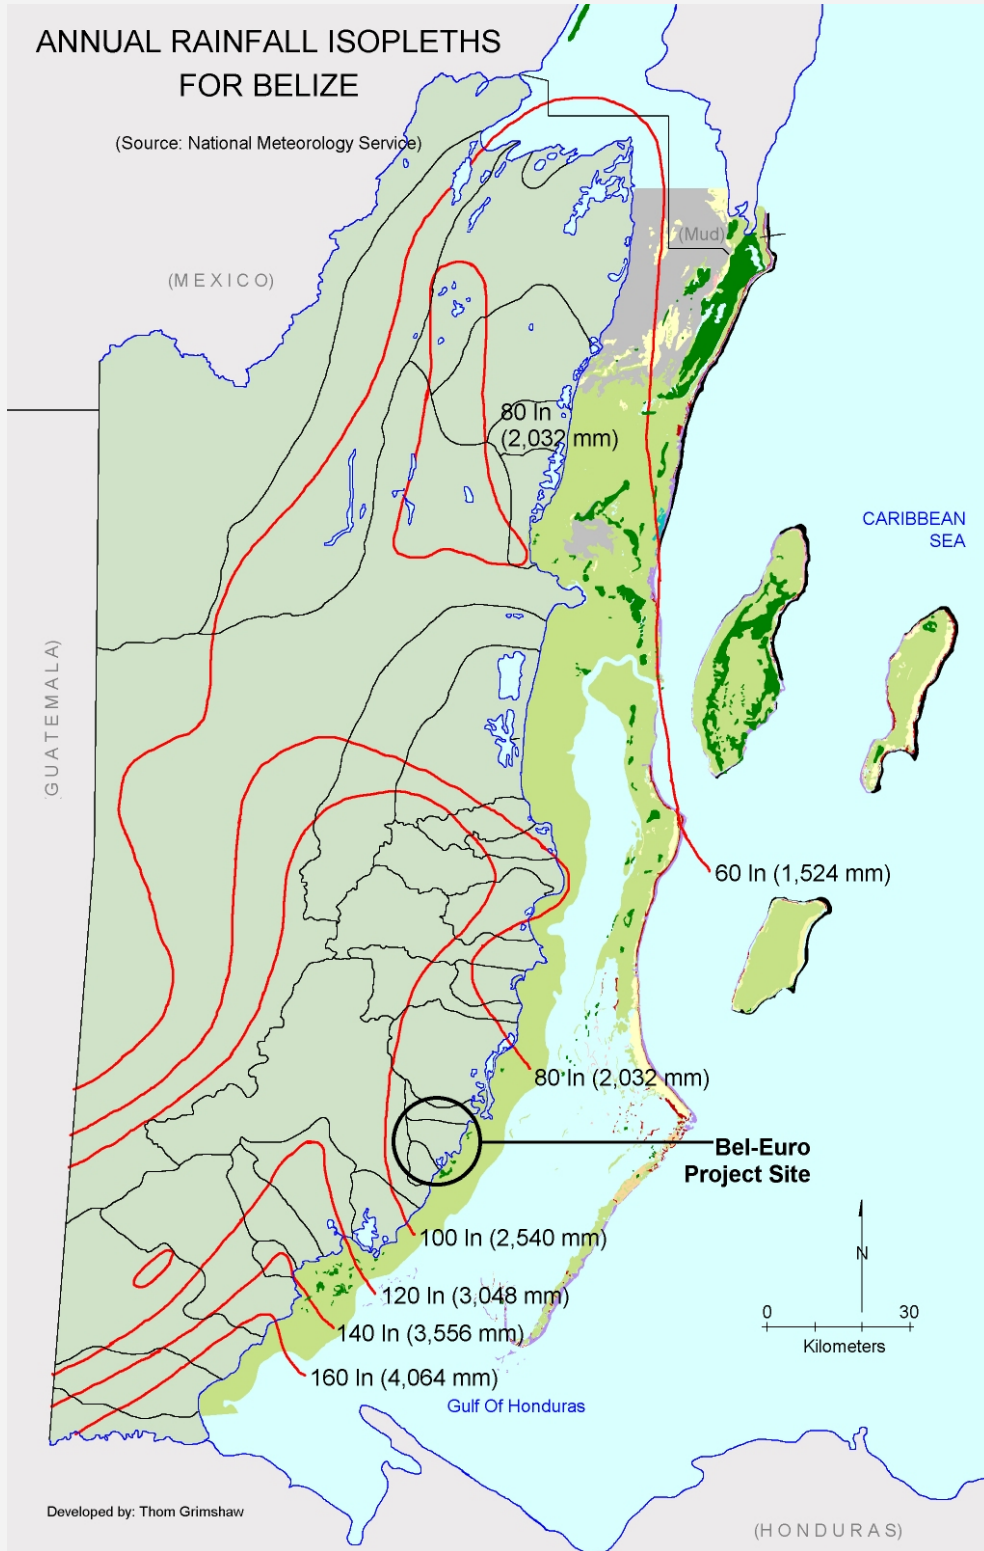 ANNUAL RAINFALL ISOPLETHS
FOR BELIZE
(Source: National Meteorology Service)
(MEXICO)
(Mud)
80 In
(2,032 mm)
CARIBBEAN
SEA
(GUATEMALA)
60 In (1,524 mm)
80 In (2,032 mm)
Bel-Euro
Project Site
100 In (2,540 mm)
N
120 In (3,048 mm)
0 30
140 In (3,556 mm)
Kilometers
160 In (4,064 mm)
Gulf Of Honduras
Developed by: Thom Grimshaw
(HONDURAS)